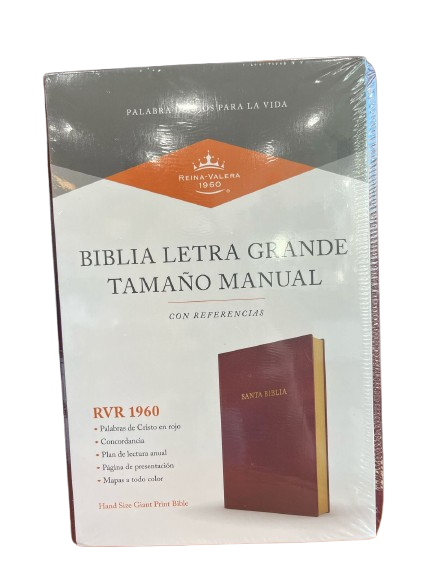 PALABRA DE DIOS PARA LA VIDA
REINA-VALERA
1960
®
BIBLIA LETRA GRANDE
TAMAÑO MANUAL
CON REFERENCIAS
SANTA BIBLIA
RVR 1960
• Palabras de Cristo en rojo
• Concordancia
• Plan de lectura anual
• Página de presentación
• Mapas a todo color
Hand Size Giant Print Bible